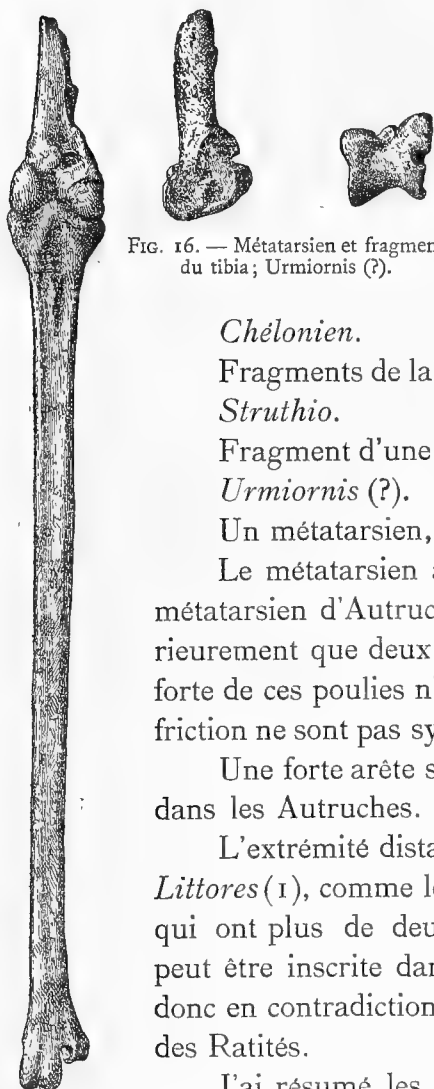 FIG. 16. — Métatarsien et fragment
du tibia; Urmiornis (?).
Chélonien.
Fragments de la
Struthio.
Fragment d'une
Urmiornis (?).
Un métatarsien,
Le métatarsien
métatarsien d'Autruc
rieurement que deux
forte de ces poulies n
friction ne sont pas sy
Une forte arête s
dans les Autruches.
L'extrémité dista
Littores (1), comme le
qui ont plus de deu
peut être inscrite dan
donc en contradiction
des Ratités.
J'ai résumé les